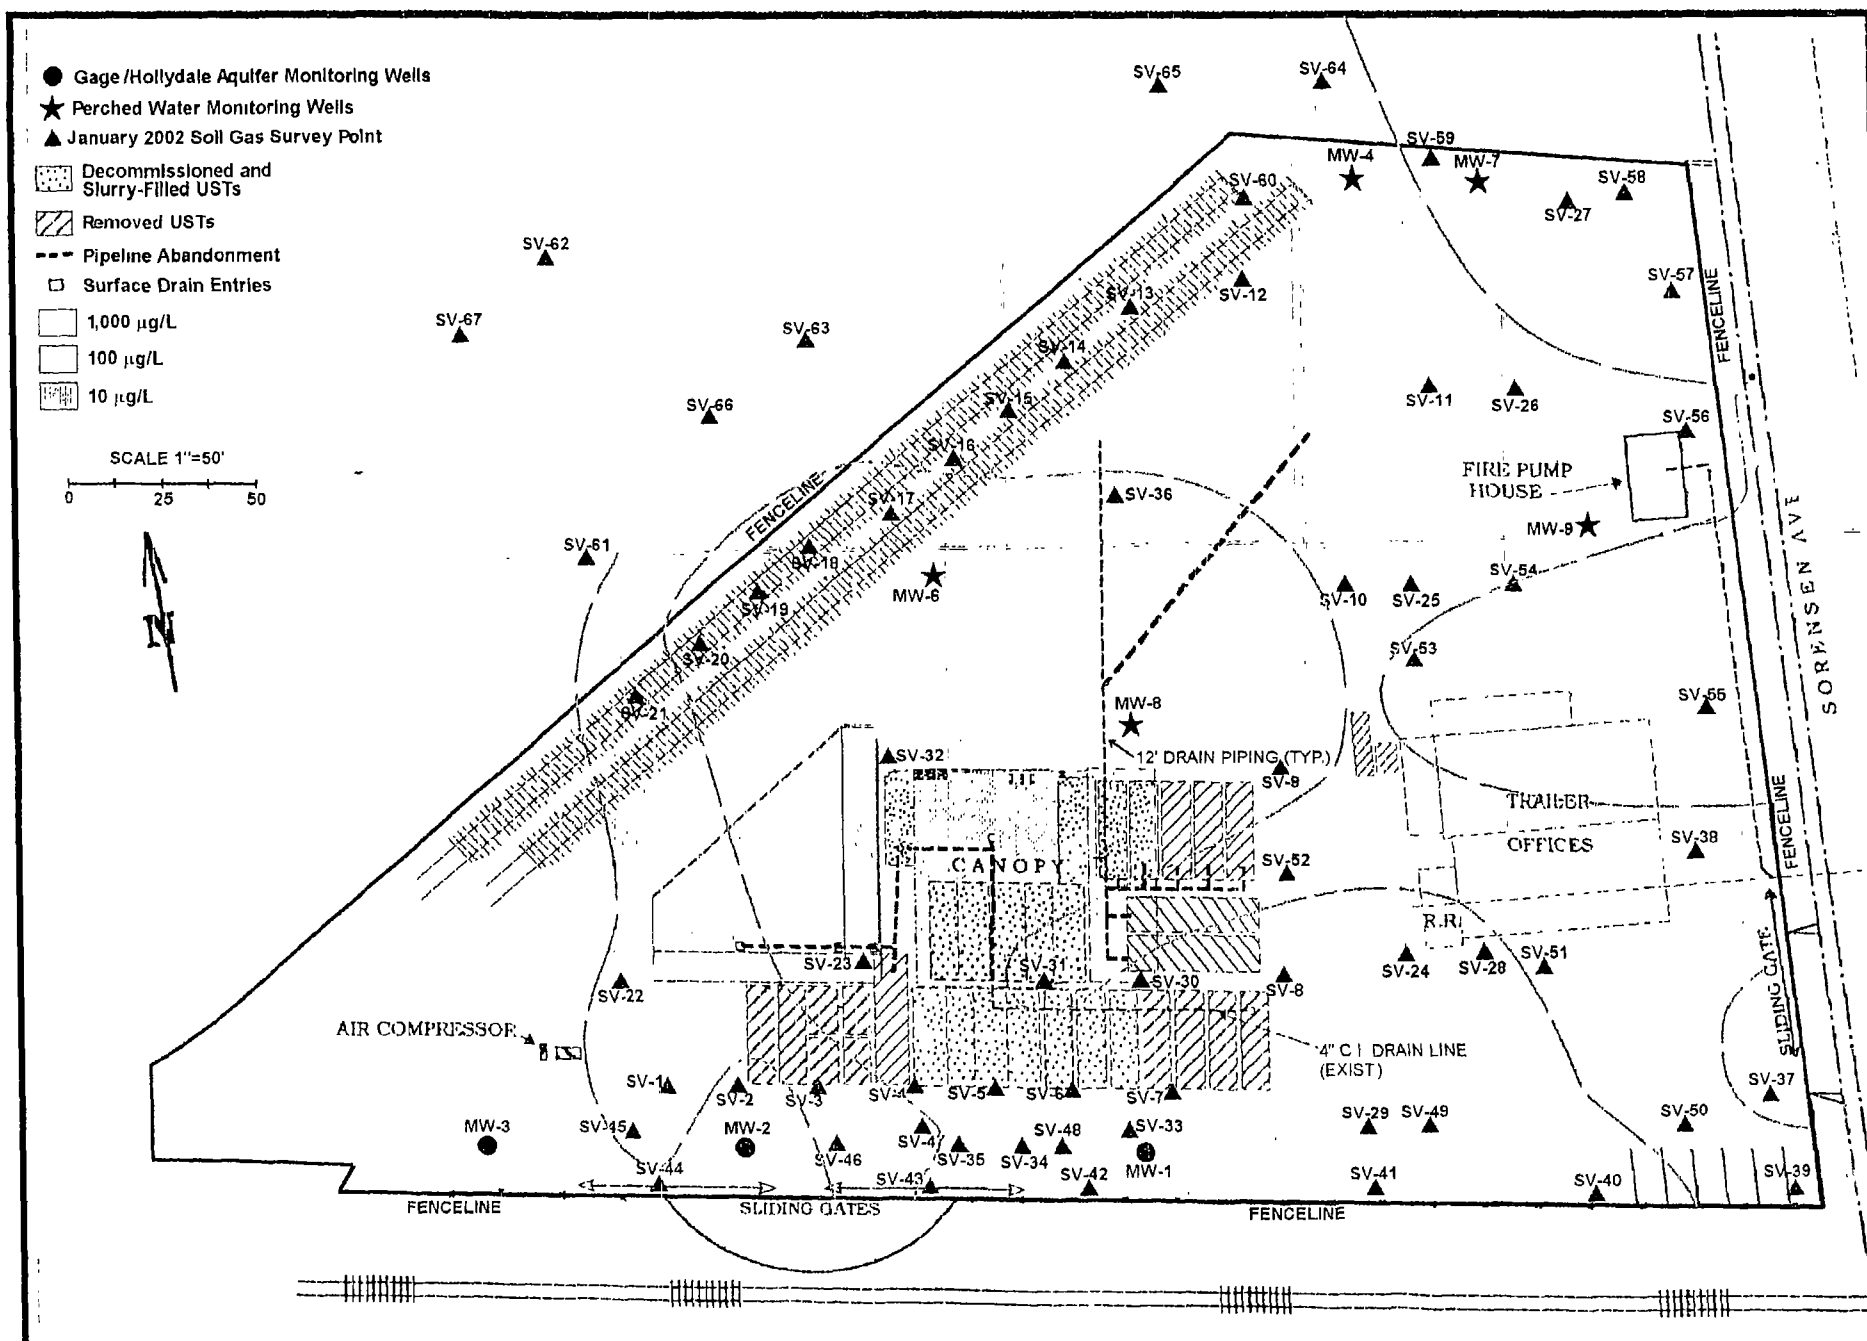 Gage/Hollydale Aquifer Monitoring Wells
Perched Water Monitoring Wells
January 2002 Soil Gas Survey Point
Decommissioned and
Slurry-Filled USTs
Removed USTs
Pipeline Abandonment
Surface Drain Entries
1,000 µg/L
100 µg/L
10 µg/L
SCALE 1"=50'
0 25 50
N
SV-65
SV-64
SV-59
MW-4
MW-7
SV-60
SV-58
SV-27
SV-62
SV-57
SV-12
SV-13
SV-67
SV-63
SV-14
FENCELINE
SV-66
SV-15
SV-11
SV-26
SV-56
SV-16
FIRE PUMP
HOUSE
SV-17
SV-36
FENCELINE
MW-9
SORENSEN AVE
SV-61
SV-18
MW-6
SV-10
SV-25
SV-54
SV-19
SV-20
SV-53
SV-21
MW-8
SV-55
SV-32
12' DRAIN PIPING (TYP.)
SV-9
TRAILER
OFFICES
SV-38
FENCELINE
CANOPY
SV-52
R.R.
SV-23
SV-31
SV-30
SV-8
SV-24
SV-28
SV-51
SLIDING GATE
SV-22
AIR COMPRESSOR
4" C I DRAIN LINE
(EXIST)
SV-1
SV-2
SV-3
SV-5
SV-6
SV-7
SV-37
MW-3
SV-45
MW-2
SV-46
SV-35
SV-34
SV-48
SV-33
MW-1
SV-29
SV-49
SV-50
SV-44
SV-43
SV-42
SV-41
SV-40
SV-39
FENCELINE
SLIDING GATES
FENCELINE